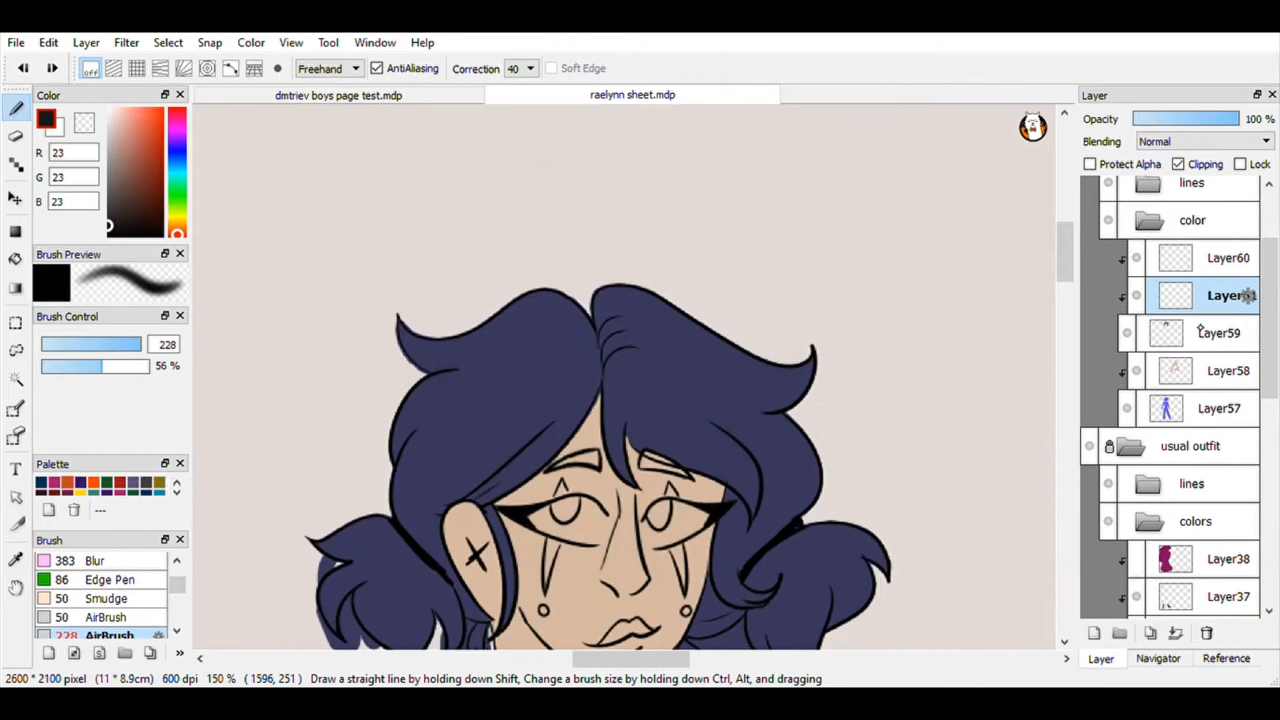 File Edit Layer Filter Select Snap Color View Tool Window Help
off Freehand AntiAliasing Correction 40 Soft Edge
Color dmtriev boys page test.mdp raelynn sheet.mdp Layer
R 23
G 23
B 23
Brush Preview
Brush Control
228
56 %
Palette
---
Brush
383 Blur
86 Edge Pen
50 Smudge
50 AirBrush
228 AirBrush
Opacity 100 %
Blending Normal
Protect Alpha Clipping Lock
lines
color
Layer60
Layer59
Layer58
Layer57
usual outfit
lines
colors
Layer38
Layer37
Layer Navigator Reference
2600 * 2100 pixel (11 * 8.9cm) 600 dpi 150 % ( 1596, 251 ) Draw a straight line by holding down Shift, Change a brush size by holding down Ctrl, Alt, and dragging